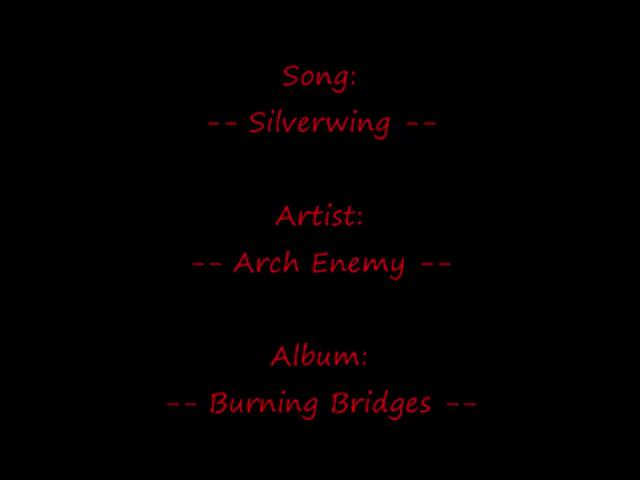 Song:
-- Silverwing --
Artist:
-- Arch Enemy --
Album:
-- Burning Bridges --